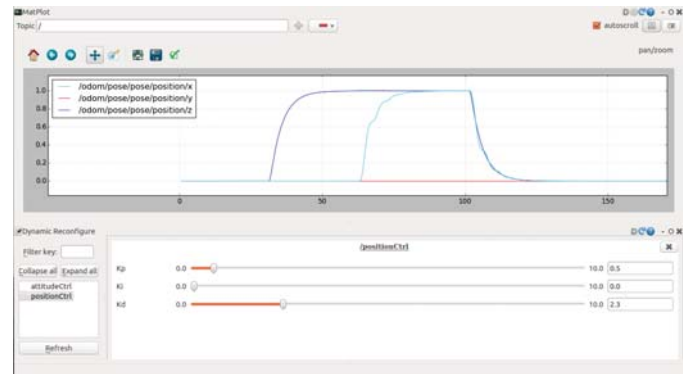 MatPlot
Topic /
autoscroll
pan/zoom
/odom/pose/pose/position/x
/odom/pose/pose/position/y
/odom/pose/pose/position/z
1.0
0.8
0.6
0.4
0.2
0.0
0 50 100 150
Dynamic Reconfigure
Filter key:
Collapse all Expand all
attitudeCtrl
positionCtrl
Refresh
/positionCtrl
Kp 0.0 10.0 0.5
Ki 0.0 10.0 0.0
Kd 0.0 10.0 2.3